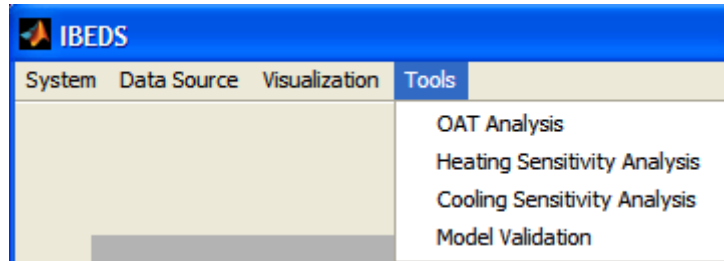 IBEDS
System Data Source Visualization Tools
OAT Analysis
Heating Sensitivity Analysis
Cooling Sensitivity Analysis
Model Validation